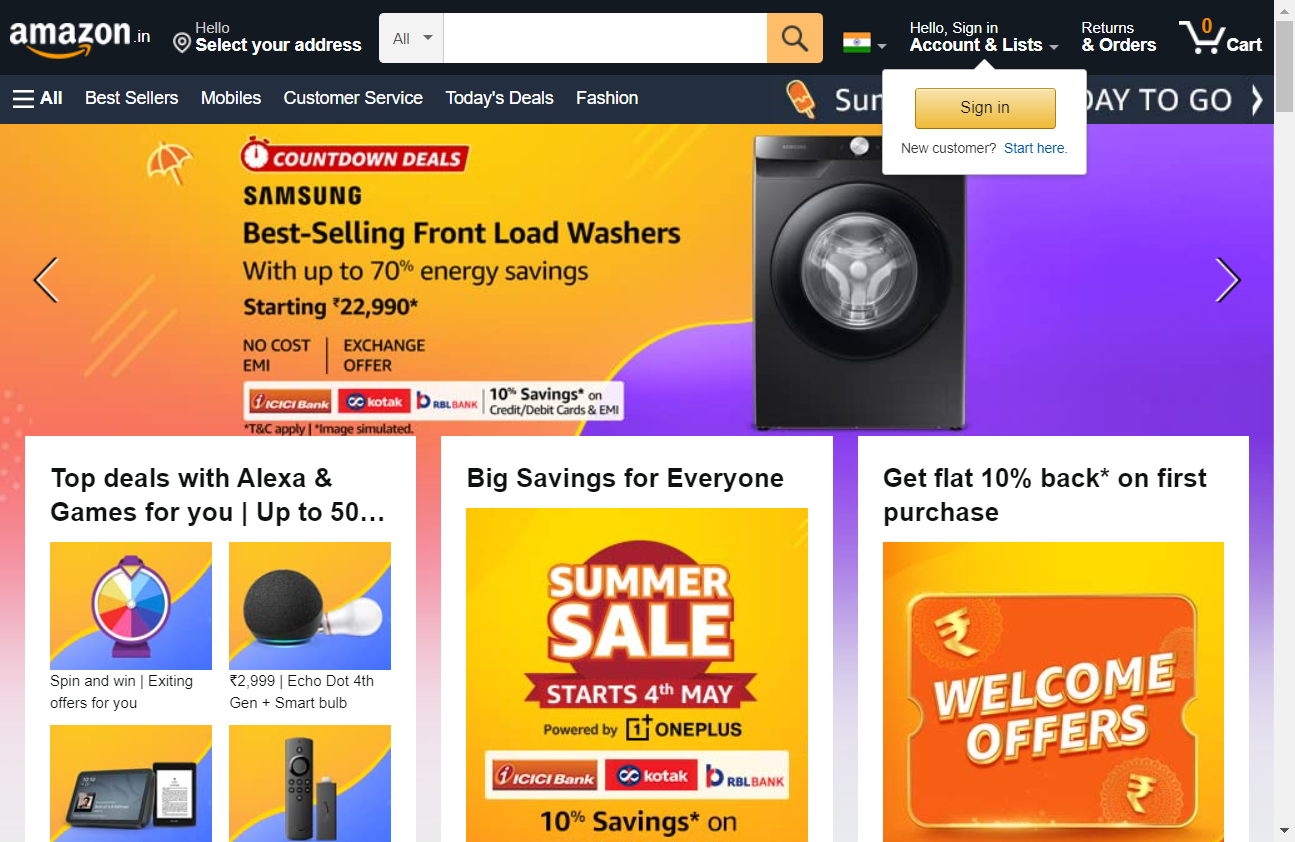 amazon.in
Hello
Select your address
All
Hello, Sign in
Account & Lists
Returns
& Orders
0
Cart
All
Best Sellers
Mobiles
Customer Service
Today's Deals
Fashion
DAY TO GO
Sign in
New customer? Start here.
COUNTDOWN DEALS
SAMSUNG
Best-Selling Front Load Washers
With up to 70% energy savings
Starting ₹22,990*
NO COST
EMI
EXCHANGE
OFFER
ICICI Bank
kotak
RBLBANK
10% Savings* on
Credit/Debit Cards & EMI
*T&C apply | *Image simulated.
SAMSUNG
Top deals with Alexa &
Games for you | Up to 50…
Spin and win | Exiting
offers for you
₹2,999 | Echo Dot 4th
Gen + Smart bulb
Big Savings for Everyone
SUMMER
SALE
STARTS 4th MAY
Powered by 1+ ONEPLUS
ICICI Bank
kotak
RBLBANK
10% Savings* on
Get flat 10% back* on first
purchase
₹
WELCOME
OFFERS
₹